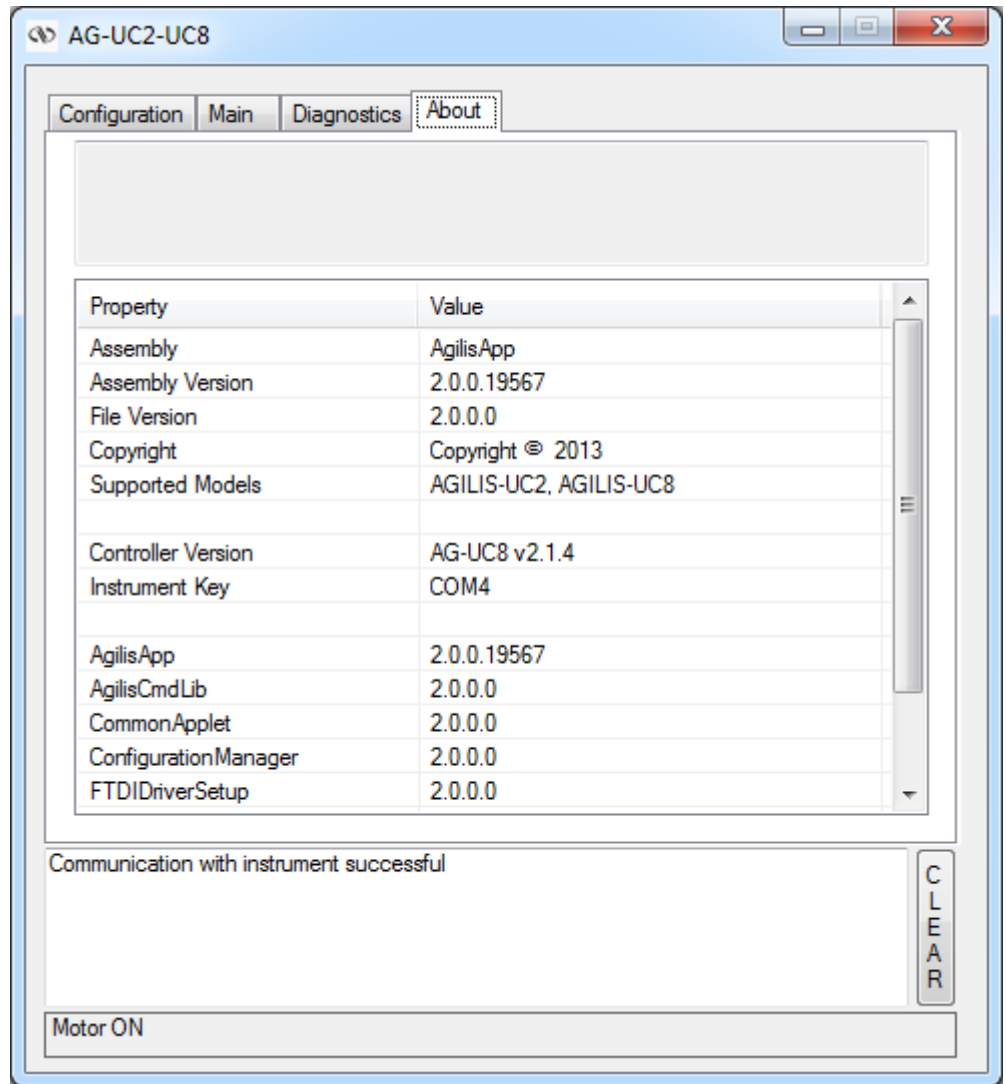 AG-UC2-UC8
Configuration Main Diagnostics About
Property Value
Assembly AgilisApp
Assembly Version 2.0.0.19567
File Version 2.0.0.0
Copyright Copyright © 2013
Supported Models AGILIS-UC2, AGILIS-UC8
Controller Version AG-UC8 v2.1.4
Instrument Key COM4
AgilisApp 2.0.0.19567
AgilisCmdLib 2.0.0.0
CommonApplet 2.0.0.0
ConfigurationManager 2.0.0.0
FTDIDriverSetup 2.0.0.0
Communication with instrument successful
CLEAR
Motor ON